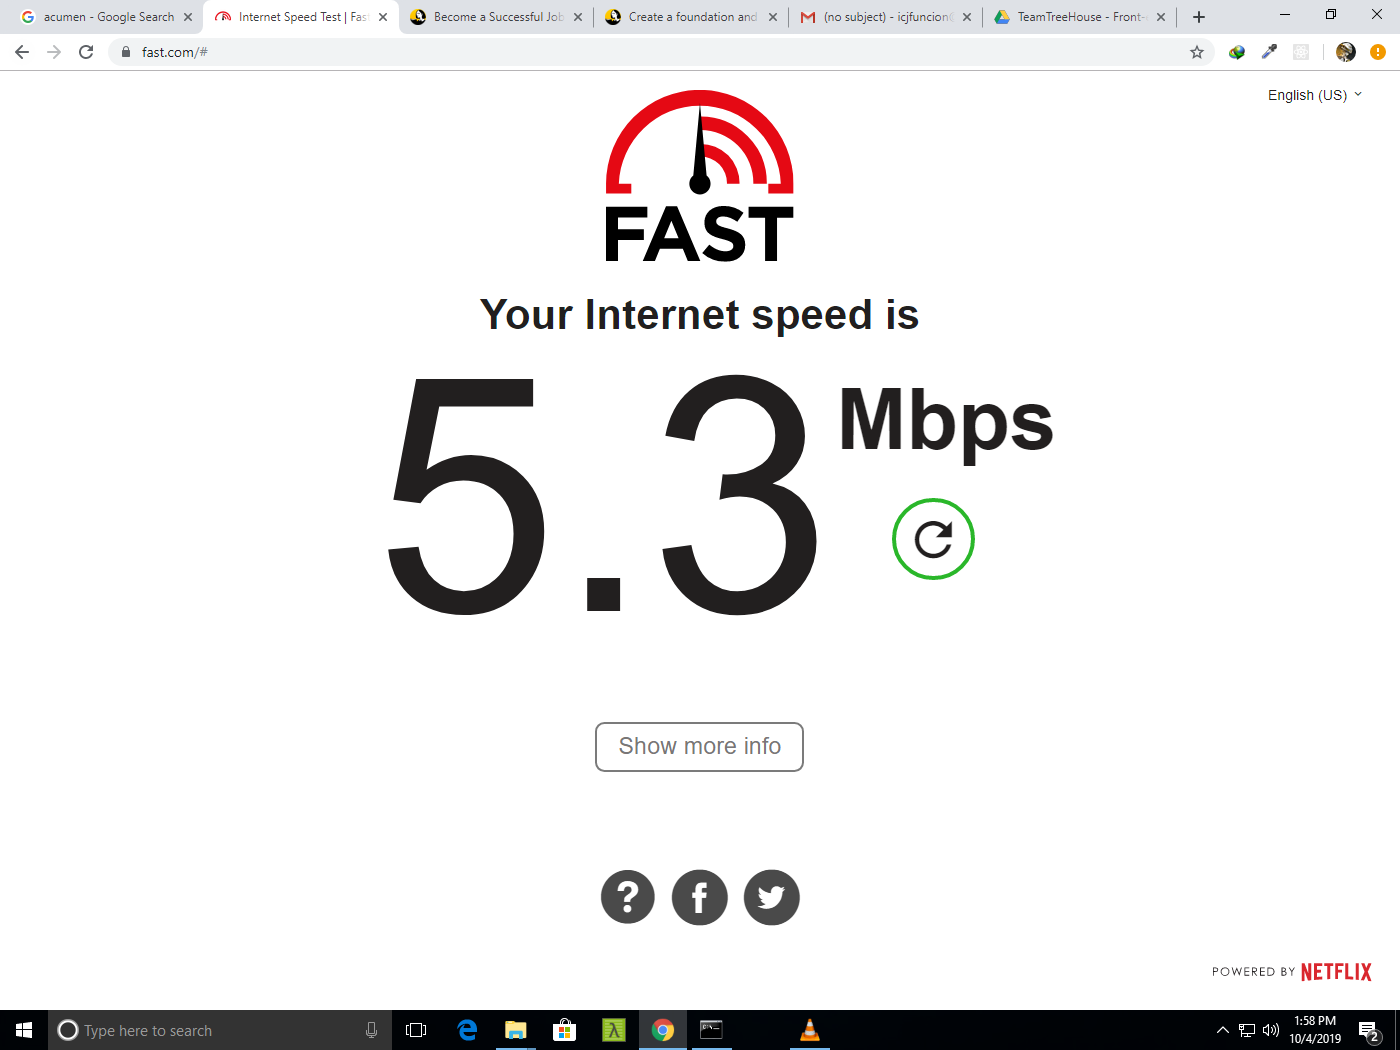 acumen - Google Search
Internet Speed Test | Fast
Become a Successful Job
Create a foundation and
(no subject) - icjfuncion@
TeamTreeHouse - Front-
fast.com/#
English (US)
FAST
Your Internet speed is
5.3 Mbps
Show more info
POWERED BY NETFLIX
Type here to search
1:58 PM
10/4/2019
2